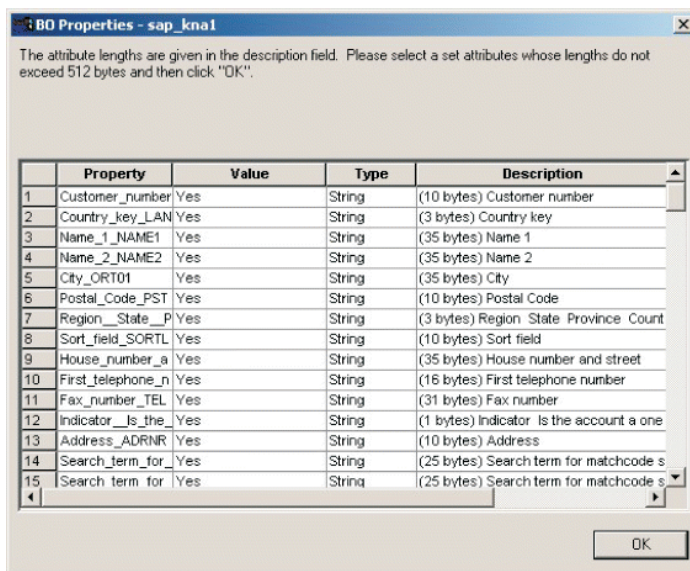 BO Properties - sap_kna1
The attribute lengths are given in the description field. Please select a set attributes whose lengths do not
exceed 512 bytes and then click "OK".
Property Value Type Description
1 Customer_number Yes String (10 bytes) Customer number
2 Country_key_LAN Yes String (3 bytes) Country key
3 Name_1_NAME1 Yes String (35 bytes) Name 1
4 Name_2_NAME2 Yes String (35 bytes) Name 2
5 City_ORT01 Yes String (35 bytes) City
6 Postal_Code_PST Yes String (10 bytes) Postal Code
7 Region__State__P Yes String (3 bytes) Region State Province Count
8 Sort_field_SORTL Yes String (10 bytes) Sort field
9 House_number_a Yes String (35 bytes) House number and street
10 First_telephone_n Yes String (16 bytes) First telephone number
11 Fax_number_TEL Yes String (31 bytes) Fax number
12 Indicator__Is_the_ Yes String (1 bytes) Indicator Is the account a one
13 Address_ADRNR Yes String (10 bytes) Address
14 Search_term_for_ Yes String (25 bytes) Search term for matchcode s
15 Search term for Yes String (25 bytes) Search term for matchcode s
OK